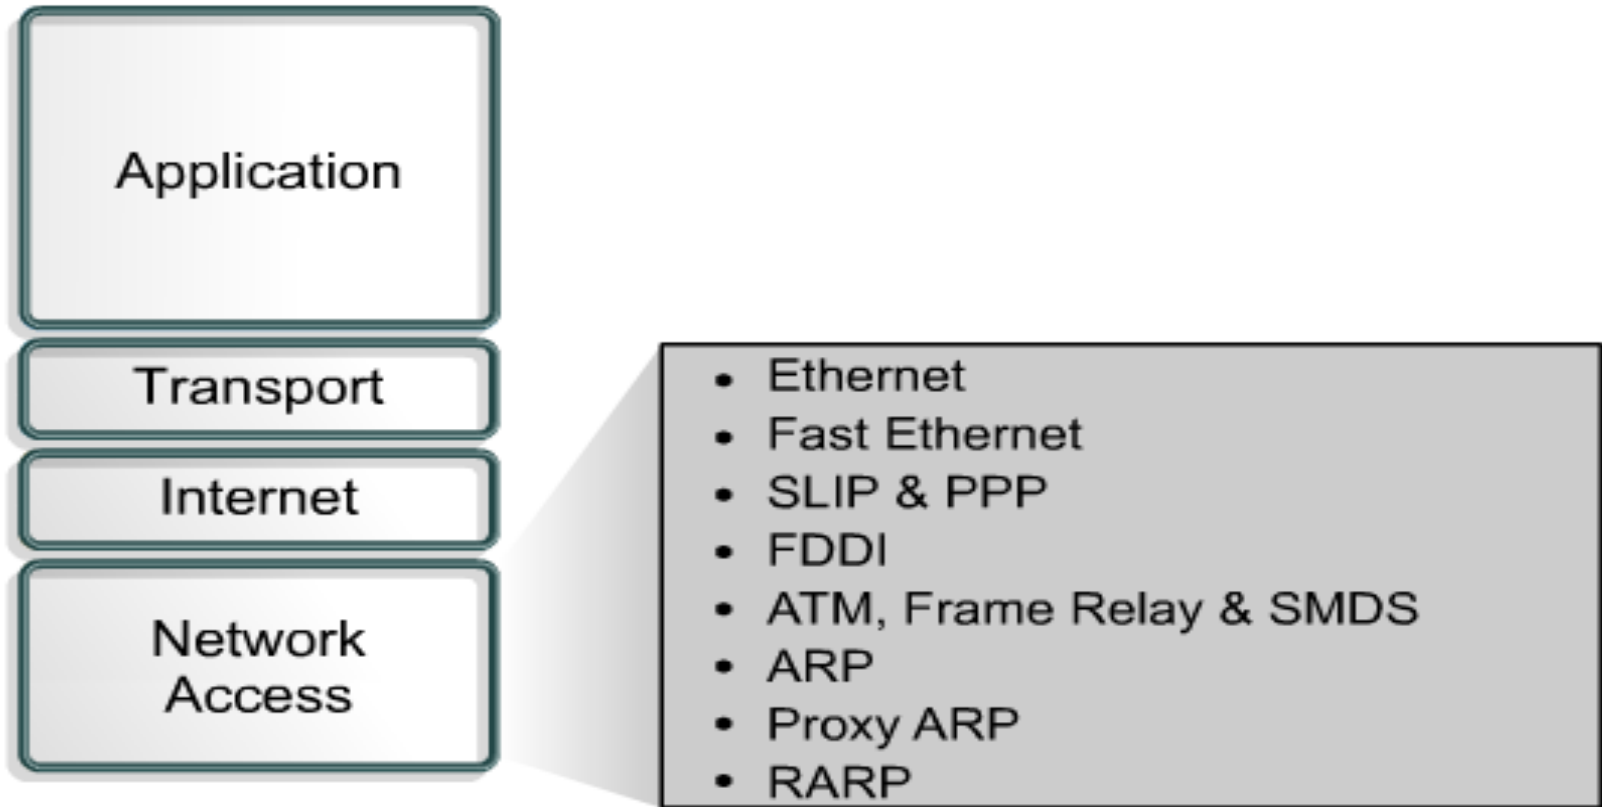 Application
Transport
Internet
Network
Access
• Ethernet
• Fast Ethernet
• SLIP & PPP
• FDDI
• ATM, Frame Relay & SMDS
• ARP
• Proxy ARP
• RARP